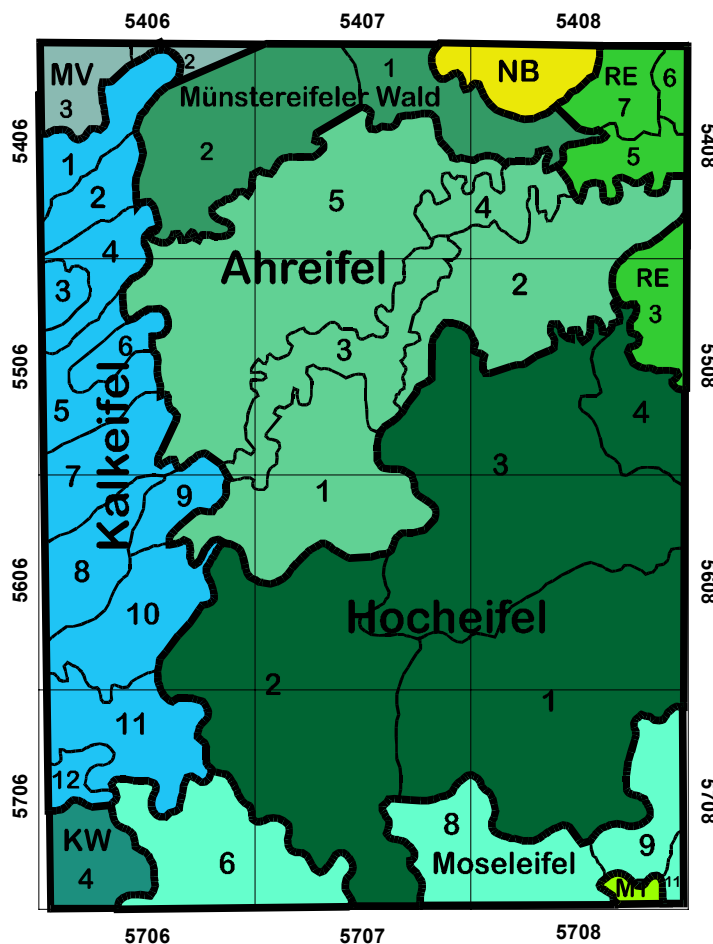 5406 5407 5408
MV 2 1 NB RE 6
3 Münstereifeler Wald 7
5406 5408
1 2 5
2 5 4
4 Ahreifel 2 RE
3 3
6 3
5506 5508
5 4
Kalkeifel
7 3
9 1
8
5606 5608
10 Hocheifel
2 1
11
12
5706 5708
KW 8 9
4 6 Moseleifel
MT 11
5706 5707 5708